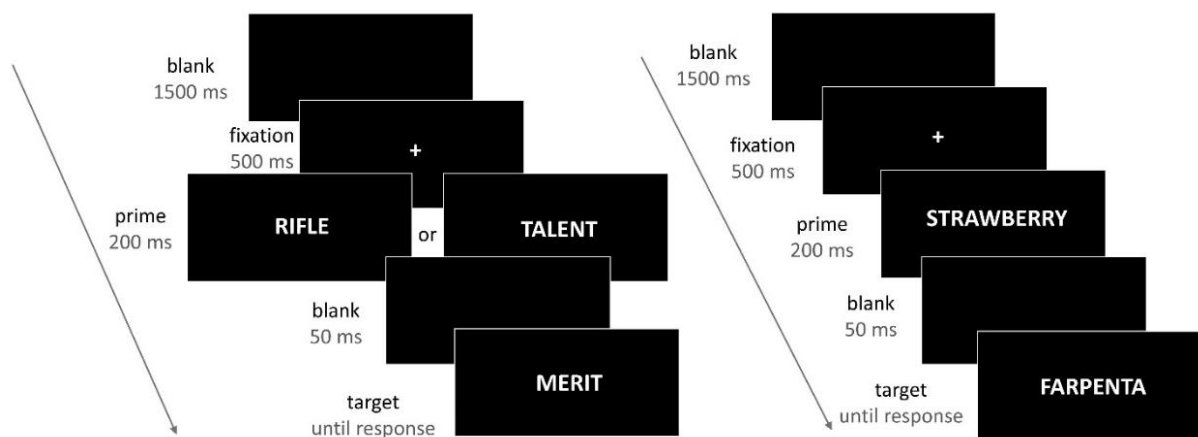 blank
1500 ms
+
fixation
500 ms
prime
200 ms
RIFLE
or
TALENT
blank
50 ms
MERIT
target
until response
blank
1500 ms
+
fixation
500 ms
prime
200 ms
STRAWBERRY
blank
50 ms
target
until response
FARPENTA